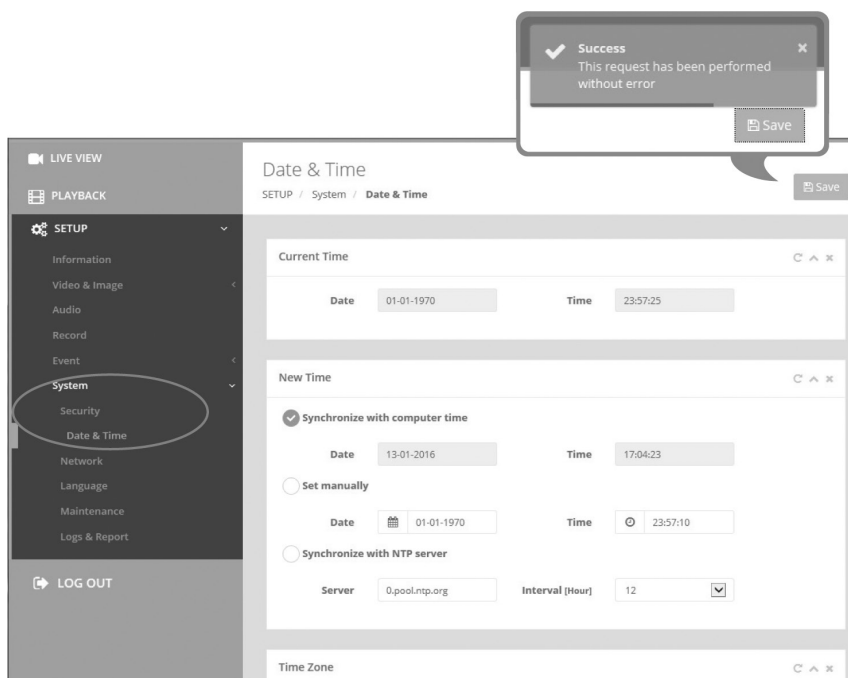 Success
This request has been performed
without error
Save
LIVE VIEW
PLAYBACK
SETUP
Information
Video & Image
Audio
Record
Event
System
Security
Date & Time
Network
Language
Maintenance
Logs & Report
LOG OUT
Date & Time
SETUP / System / Date & Time
Save
Current Time
Date 01-01-1970 Time 23:57:25
New Time
Synchronize with computer time
Date 13-01-2016 Time 17:04:23
Set manually
Date 01-01-1970 Time 23:57:10
Synchronize with NTP server
Server 0.pool.ntp.org Interval [Hour] 12
Time Zone